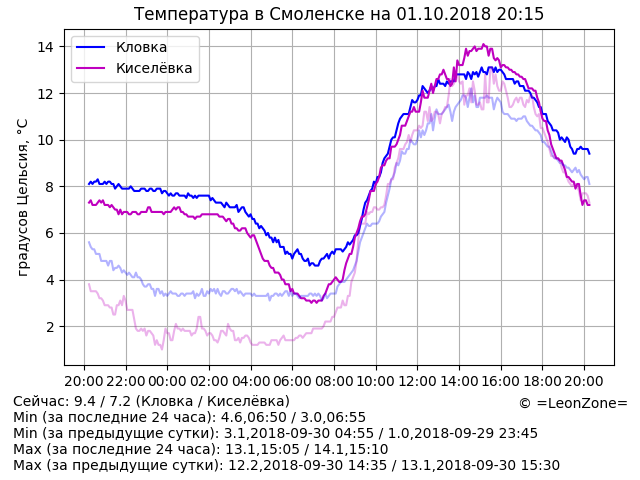 Температура в Смоленске на 01.10.2018 20:15
Кловка
Киселёвка
градусов Цельсия, °C
14
12
10
8
6
4
2
20:00 22:00 00:00 02:00 04:00 06:00 08:00 10:00 12:00 14:00 16:00 18:00 20:00
Сейчас: 9.4 / 7.2 (Кловка / Киселёвка)
© =LeonZone=
Min (за последние 24 часа): 4.6,06:50 / 3.0,06:55
Min (за предыдущие сутки): 3.1,2018-09-30 04:55 / 1.0,2018-09-29 23:45
Max (за последние 24 часа): 13.1,15:05 / 14.1,15:10
Max (за предыдущие сутки): 12.2,2018-09-30 14:35 / 13.1,2018-09-30 15:30